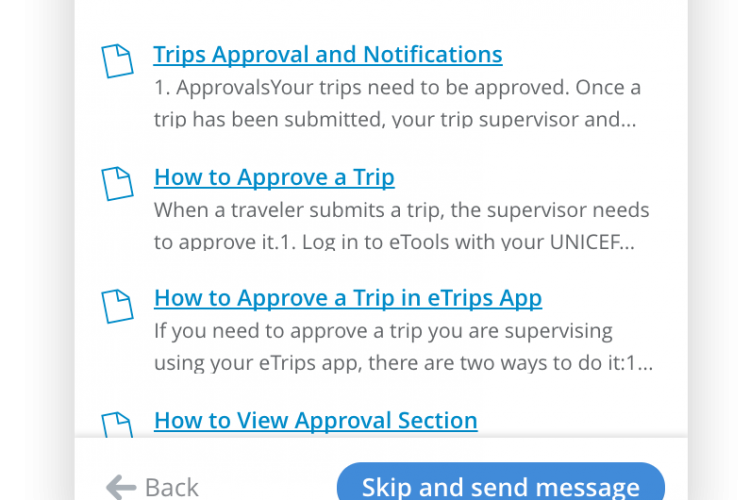 Trips Approval and Notifications
1. ApprovalsYour trips need to be approved. Once a
trip has been submitted, your trip supervisor and...
How to Approve a Trip
When a traveler submits a trip, the supervisor needs
to approve it.1. Log in to eTools with your UNICEF...
How to Approve a Trip in eTrips App
If you need to approve a trip you are supervising
using your eTrips app, there are two ways to do it:1...
How to View Approval Section
Back
Skip and send message